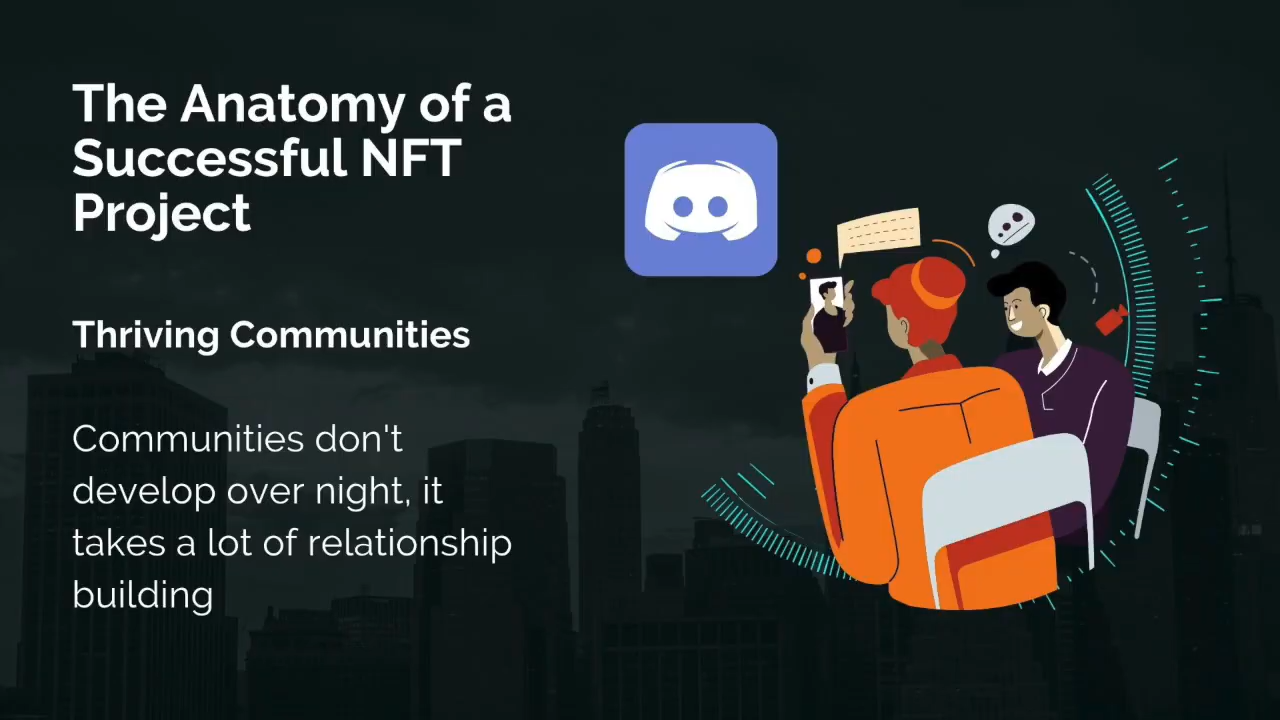 The Anatomy of a
Successful NFT
Project
Thriving Communities
Communities don't
develop over night, it
takes a lot of relationship
building